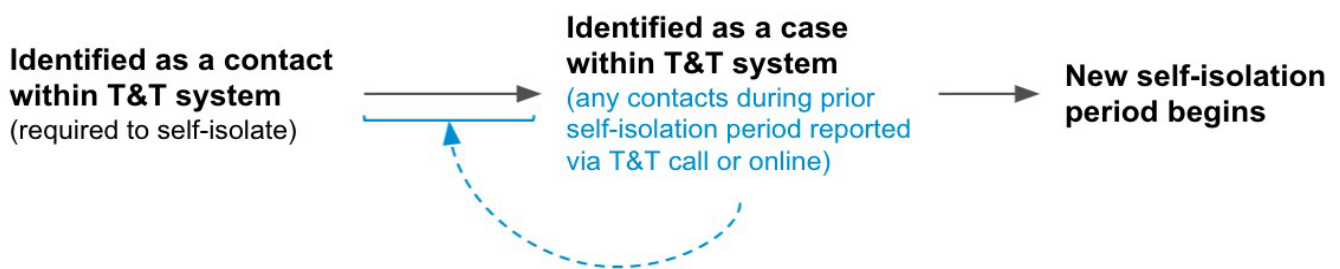 Identified as a contact
within T&T system
(required to self-isolate)
Identified as a case
within T&T system
(any contacts during prior
self-isolation period reported
via T&T call or online)
New self-isolation
period begins